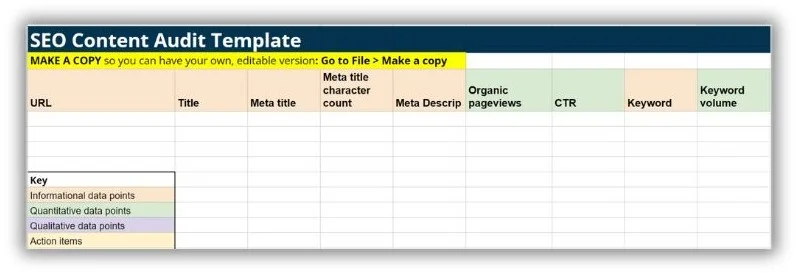 SEO Content Audit Template
MAKE A COPY so you can have your own, editable version: Go to File > Make a copy
URL
Title
Meta title
Meta title
character
count
Meta Descrip
Organic
pageviews
CTR
Keyword
Keyword
volume
Key
Informational data points
Quantitative data points
Qualitative data points
Action items